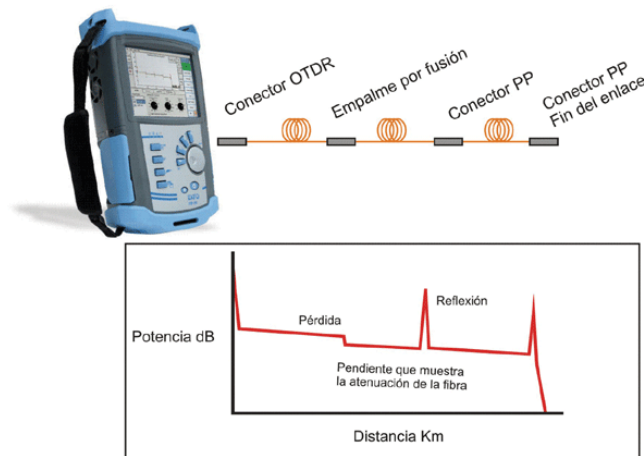 Conector OTDR
Empalme por fusión
Conector PP
Conector PP
Fin del enlace
Potencia dB
Pérdida
Reflexión
Pendiente que muestra
la atenuación de la fibra
Distancia Km